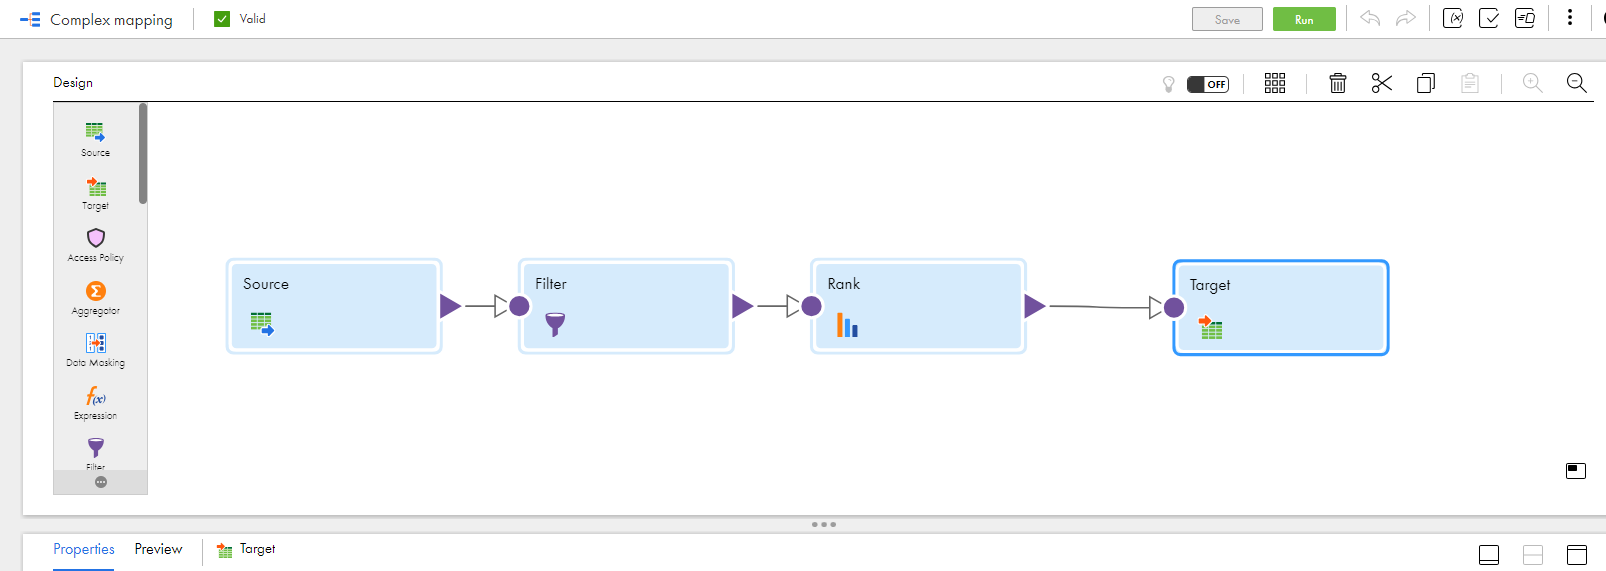 Complex mapping
Valid
Save
Run
Design
OFF
Source
Target
Access Policy
Aggregator
Data Masking
Expression
Filter
Source
Filter
Rank
Target
Properties
Preview
Target